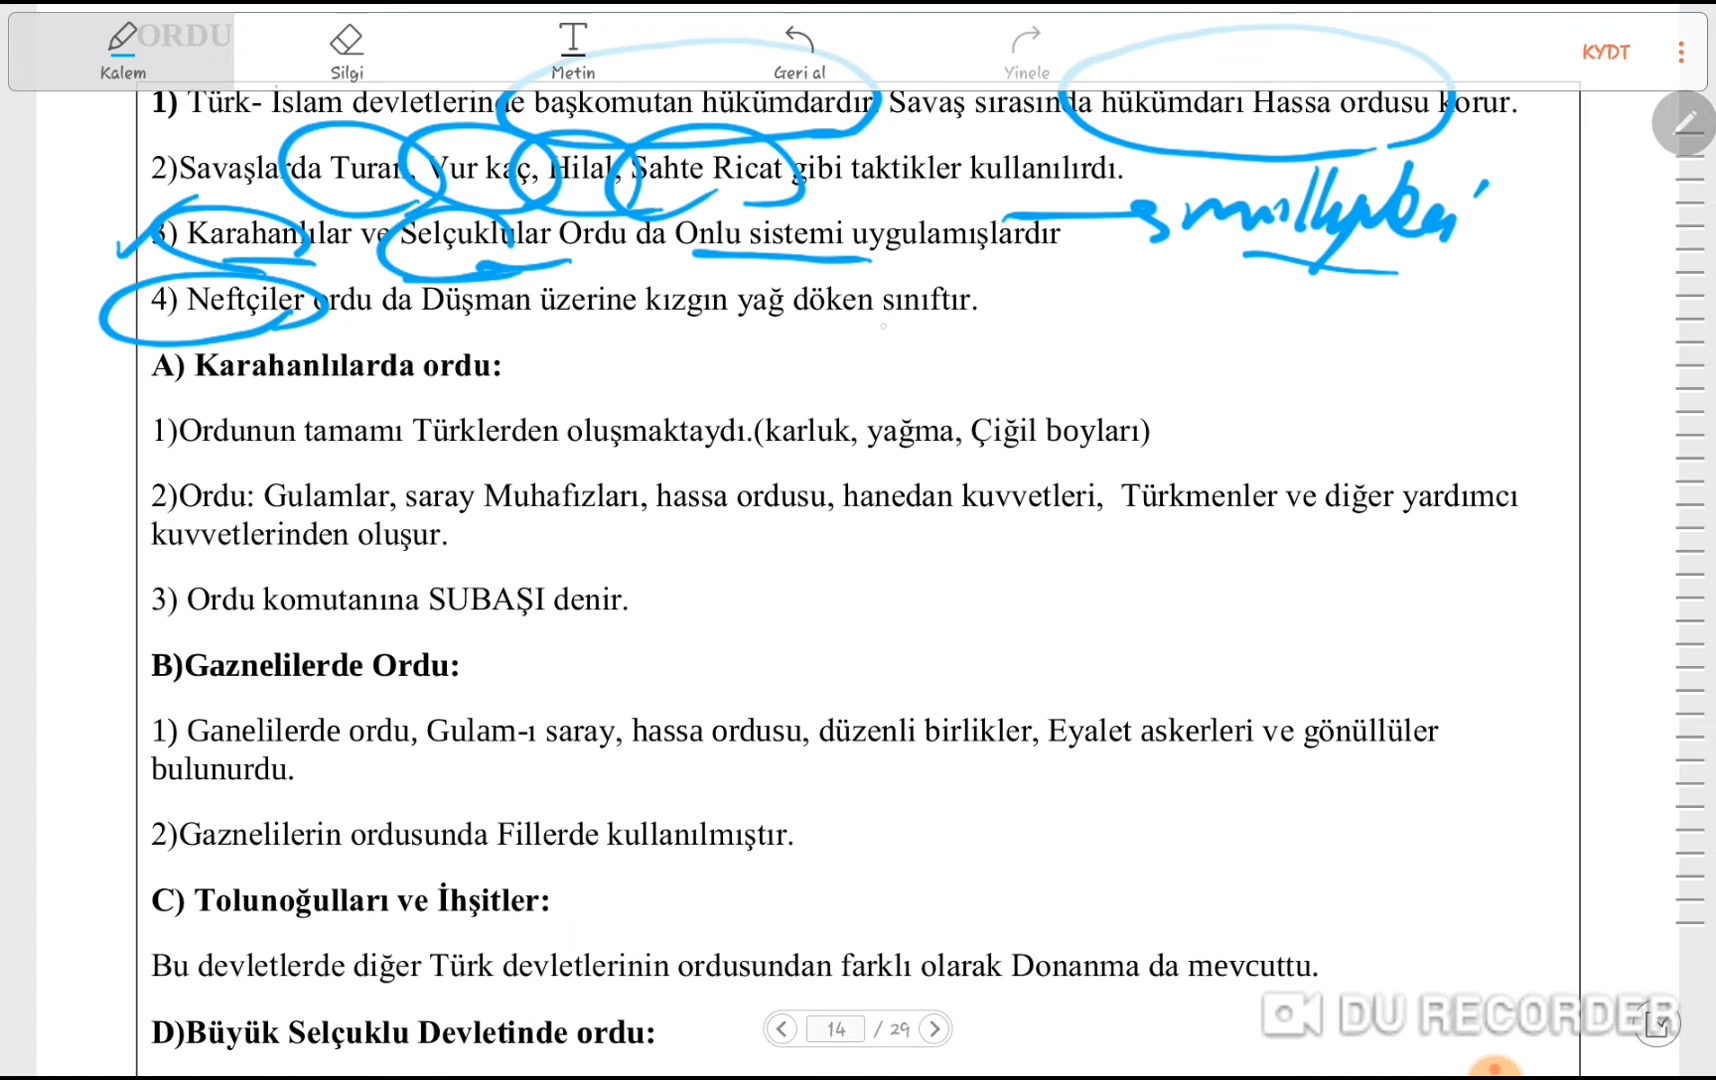 ORDU
Kalem
Silgi
Metin
Geri al
Yinele
KYDT
1) Türk- İslam devletlerinde başkomutan hükümdardır. Savaş sırasında hükümdarı Hassa ordusu korur.
2)Savaşlarda Turan, Vur kaç, Hilal, Sahte Ricat gibi taktikler kullanılırdı.
3) Karahanlılar ve Selçuklular Ordu da Onlu sistemi uygulamışlardır
4) Neftçiler ordu da Düşman üzerine kızgın yağ döken sınıftır.
A) Karahanlılarda ordu:
1)Ordunun tamamı Türklerden oluşmaktaydı.(karluk, yağma, Çiğil boyları)
2)Ordu: Gulamlar, saray Muhafızları, hassa ordusu, hanedan kuvvetleri, Türkmenler ve diğer yardımcı
kuvvetlerinden oluşur.
3) Ordu komutanına SUBAŞI denir.
B)Gaznelilerde Ordu:
1) Ganelilerde ordu, Gulam-ı saray, hassa ordusu, düzenli birlikler, Eyalet askerleri ve gönüllüler
bulunurdu.
2)Gaznelilerin ordusunda Fillerde kullanılmıştır.
C) Tolunoğulları ve İhşitler:
Bu devletlerde diğer Türk devletlerinin ordusundan farklı olarak Donanma da mevcuttu.
D)Büyük Selçuklu Devletinde ordu:
14 / 29
DU RECORDER